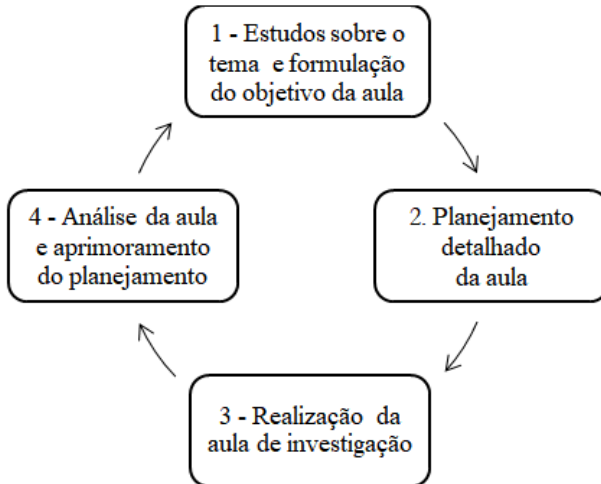 1 - Estudos sobre o
tema e formulação
do objetivo da aula
2. Planejamento
detalhado
da aula
3 - Realização da
aula de investigação
4 - Análise da aula
e aprimoramento
do planejamento